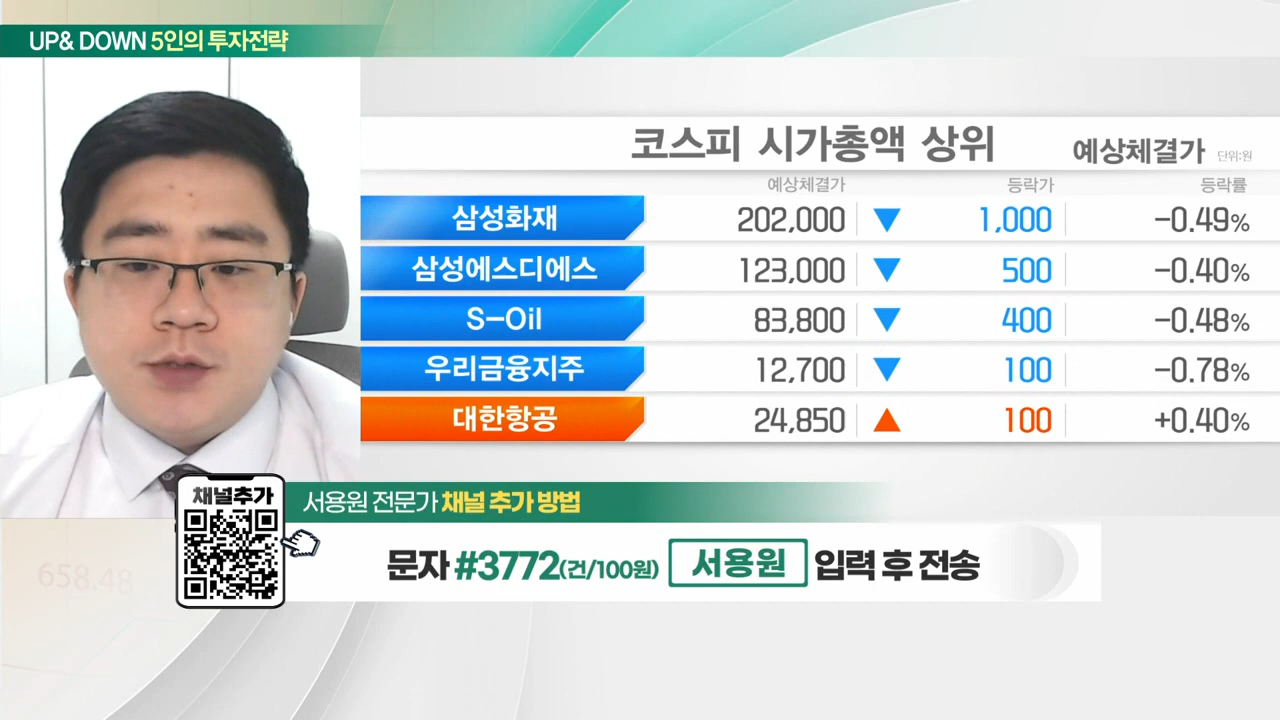 UP& DOWN 5인의 투자전략
코스피 시가총액 상위 예상체결가 단위:원
예상체결가 등락가 등락률
삼성화재 202,000 ▼ 1,000 -0.49%
삼성에스디에스 123,000 ▼ 500 -0.40%
S-Oil 83,800 ▼ 400 -0.48%
우리금융지주 12,700 ▼ 100 -0.78%
대한항공 24,850 ▲ 100 +0.40%
채널추가
서용원 전문가 채널 추가 방법
문자 #3772(건/100원) 서용원 입력 후 전송
658.48